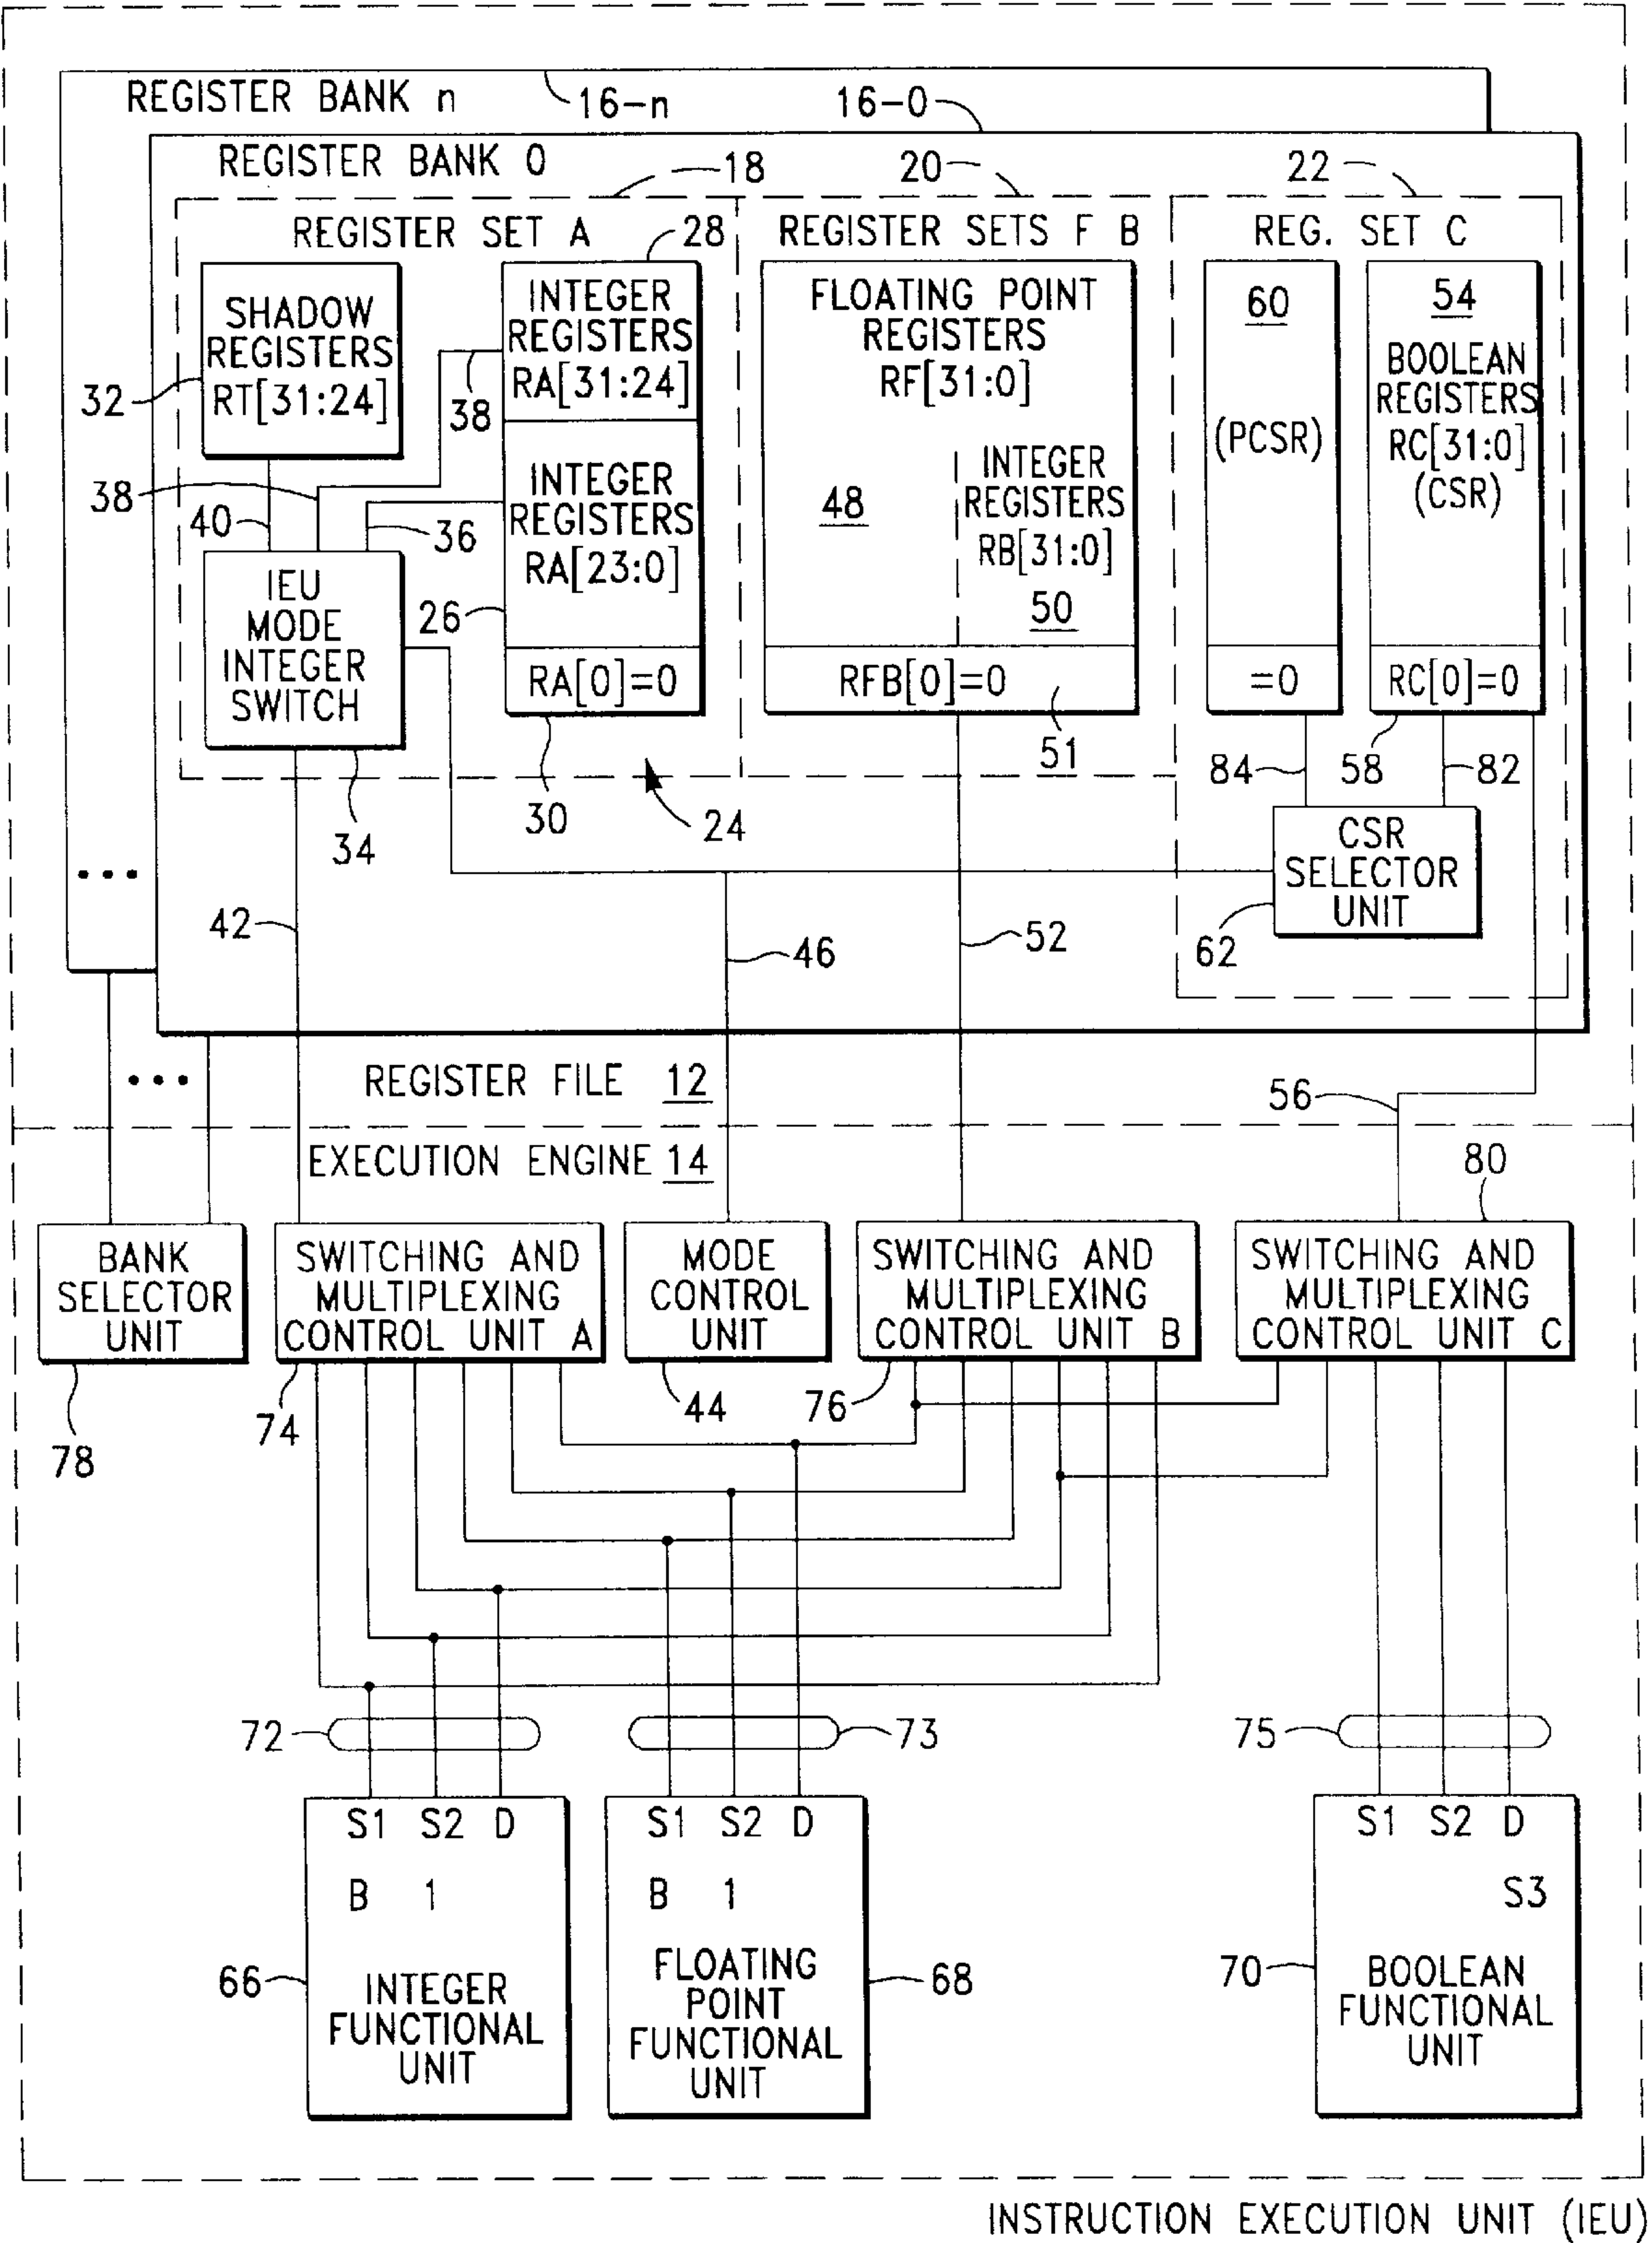 REGISTER BANK n
16-n
16-0
REGISTER BANK 0
18
20
22
REGISTER SET A
28
REGISTER SETS F B
REG. SET C
SHADOW
REGISTERS
RT[31:24]
32
INTEGER
REGISTERS
RA[31:24]
38
38
40
36
INTEGER
REGISTERS
RA[23:0]
26
RA[0]=0
30
IEU
MODE
INTEGER
SWITCH
34
24
FLOATING POINT
REGISTERS
RF[31:0]
48
INTEGER
REGISTERS
RB[31:0]
50
RFB[0]=0
51
60
(PCSR)
=0
54
BOOLEAN
REGISTERS
RC[31:0]
(CSR)
RC[0]=0
84
58
82
CSR
SELECTOR
UNIT
62
...
42
46
52
...
REGISTER FILE 12
56
EXECUTION ENGINE 14
80
BANK
SELECTOR
UNIT
78
SWITCHING AND
MULTIPLEXING
CONTROL UNIT A
74
MODE
CONTROL
UNIT
44
SWITCHING AND
MULTIPLEXING
CONTROL UNIT B
76
SWITCHING AND
MULTIPLEXING
CONTROL UNIT C
72
73
75
S1 S2 D
B 1
INTEGER
FUNCTIONAL
UNIT
66
S1 S2 D
B 1
FLOATING
POINT
FUNCTIONAL
UNIT
68
S1 S2 D
S3
BOOLEAN
FUNCTIONAL
UNIT
70
INSTRUCTION EXECUTION UNIT (IEU)